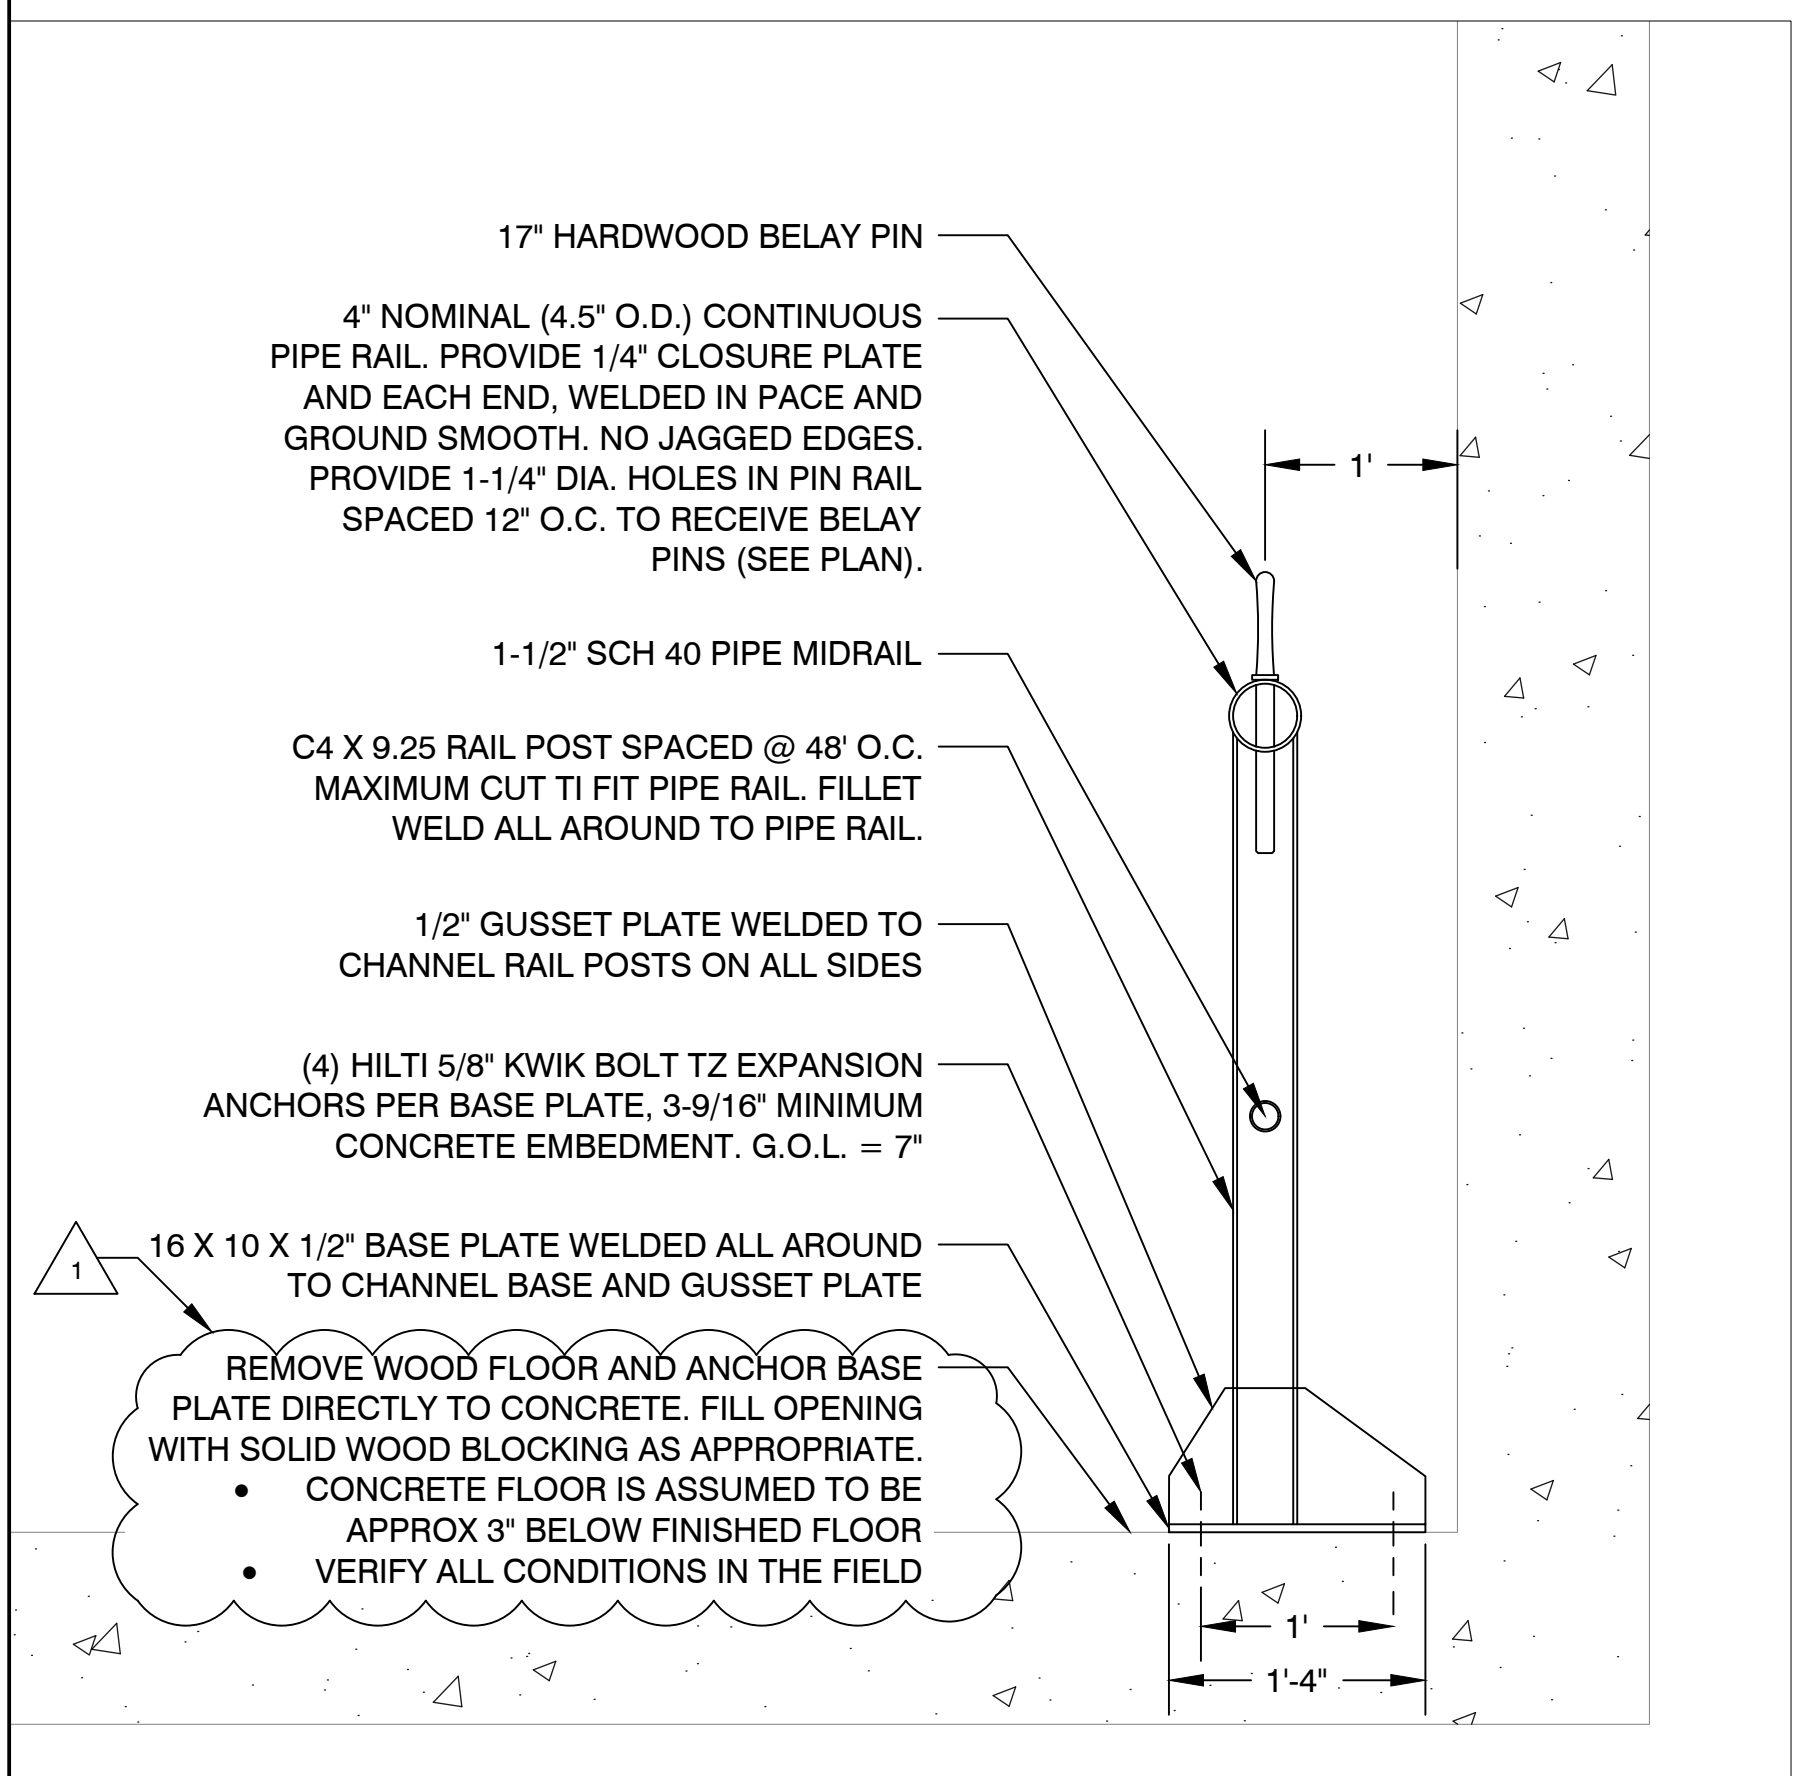 17" HARDWOOD BELAY PIN
4" NOMINAL (4.5" O.D.) CONTINUOUS
PIPE RAIL. PROVIDE 1/4" CLOSURE PLATE
AND EACH END, WELDED IN PACE AND
GROUND SMOOTH. NO JAGGED EDGES.
PROVIDE 1-1/4" DIA. HOLES IN PIN RAIL
SPACED 12" O.C. TO RECEIVE BELAY
PINS (SEE PLAN).
1'
1-1/2" SCH 40 PIPE MIDRAIL
C4 X 9.25 RAIL POST SPACED @ 48' O.C.
MAXIMUM CUT TI FIT PIPE RAIL. FILLET
WELD ALL AROUND TO PIPE RAIL.
1/2" GUSSET PLATE WELDED TO
CHANNEL RAIL POSTS ON ALL SIDES
(4) HILTI 5/8" KWIK BOLT TZ EXPANSION
ANCHORS PER BASE PLATE, 3-9/16" MINIMUM
CONCRETE EMBEDMENT. G.O.L. = 7"
16 X 10 X 1/2" BASE PLATE WELDED ALL AROUND
TO CHANNEL BASE AND GUSSET PLATE
1
REMOVE WOOD FLOOR AND ANCHOR BASE
PLATE DIRECTLY TO CONCRETE. FILL OPENING
WITH SOLID WOOD BLOCKING AS APPROPRIATE.
• CONCRETE FLOOR IS ASSUMED TO BE
APPROX 3" BELOW FINISHED FLOOR
• VERIFY ALL CONDITIONS IN THE FIELD
1'
1'-4"